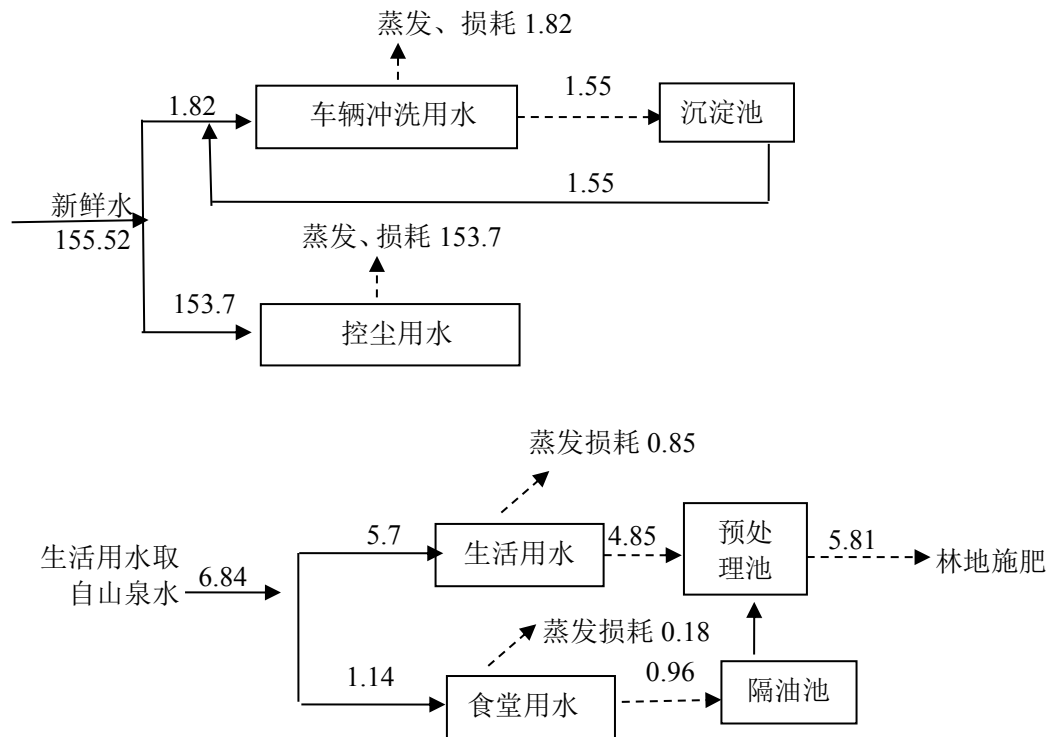 蒸发、损耗 1.82
1.82
车辆冲洗用水
1.55
沉淀池
1.55
新鲜水
155.52
蒸发、损耗 153.7
153.7
控尘用水
蒸发损耗 0.85
生活用水取
自山泉水
6.84
5.7
生活用水
4.85
预处
理池
5.81
林地施肥
蒸发损耗 0.18
1.14
食堂用水
0.96
隔油池